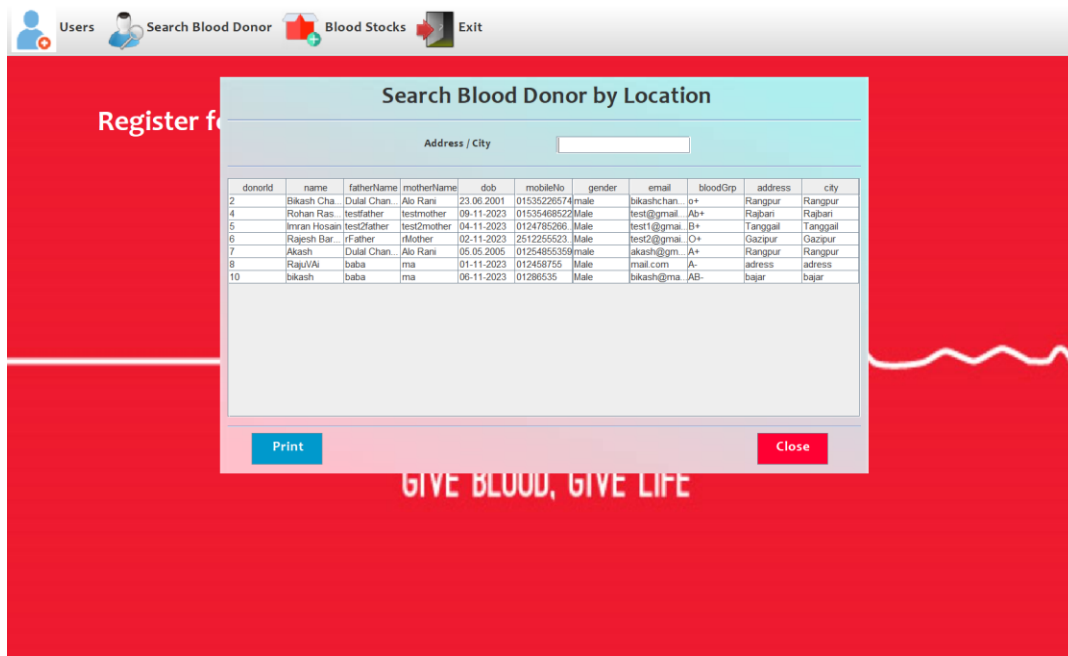 Users Search Blood Donor Blood Stocks Exit
Search Blood Donor by Location
Register fo
Address / City
donorId name fatherName motherName dob mobileNo gender email bloodGrp address city
2 Bikash Cha... Dulal Chan... Alo Rani 23.06.2001 01535226574 male bikashchan... o+ Rangpur Rangpur
4 Rohan Ras... testfather testmother 09-11-2023 01535468522 Male test@gmail... Ab+ Rajbari Rajbari
5 Imran Hosain test2father test2mother 04-11-2023 0124785266... Male test1@gmai... B+ Tanggail Tanggail
6 Rajesh Bar... rFather rMother 02-11-2023 2512255523... Male test2@gmai... O+ Gazipur Gazipur
7 Akash Dulal Chan... Alo Rani 05.05.2005 01254855359 male akash@gm... A+ Rangpur Rangpur
8 RajuVAi baba ma 01-11-2023 012458755 Male mail.com A- adress adress
10 bikash baba ma 06-11-2023 01286535 Male bikash@ma... AB- bajar bajar
Print Close
GIVE BLOOD, GIVE LIFE